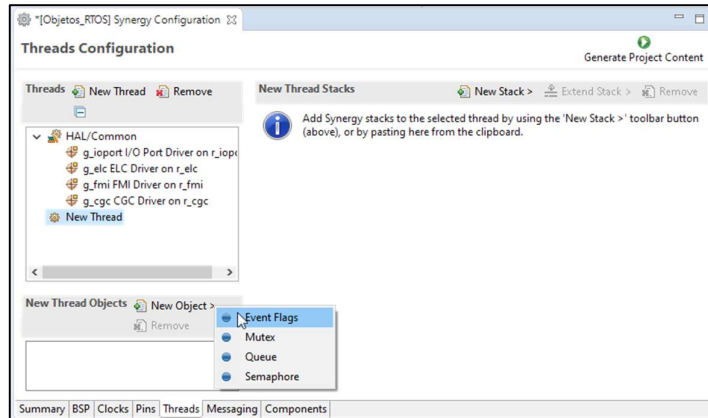 *[Objetos_RTOS] Synergy Configuration
Threads Configuration
Generate Project Content
Threads New Thread Remove
HAL/Common
g_ioport I/O Port Driver on r_iop
g_elc ELC Driver on r_elc
g_fmi FMI Driver on r_fmi
g_cgc CGC Driver on r_cgc
New Thread
New Thread Objects New Object >
Remove
Event Flags
Mutex
Queue
Semaphore
New Thread Stacks New Stack > Extend Stack > Remove
Add Synergy stacks to the selected thread by using the 'New Stack >' toolbar button
(above), or by pasting here from the clipboard.
Summary BSP Clocks Pins Threads Messaging Components